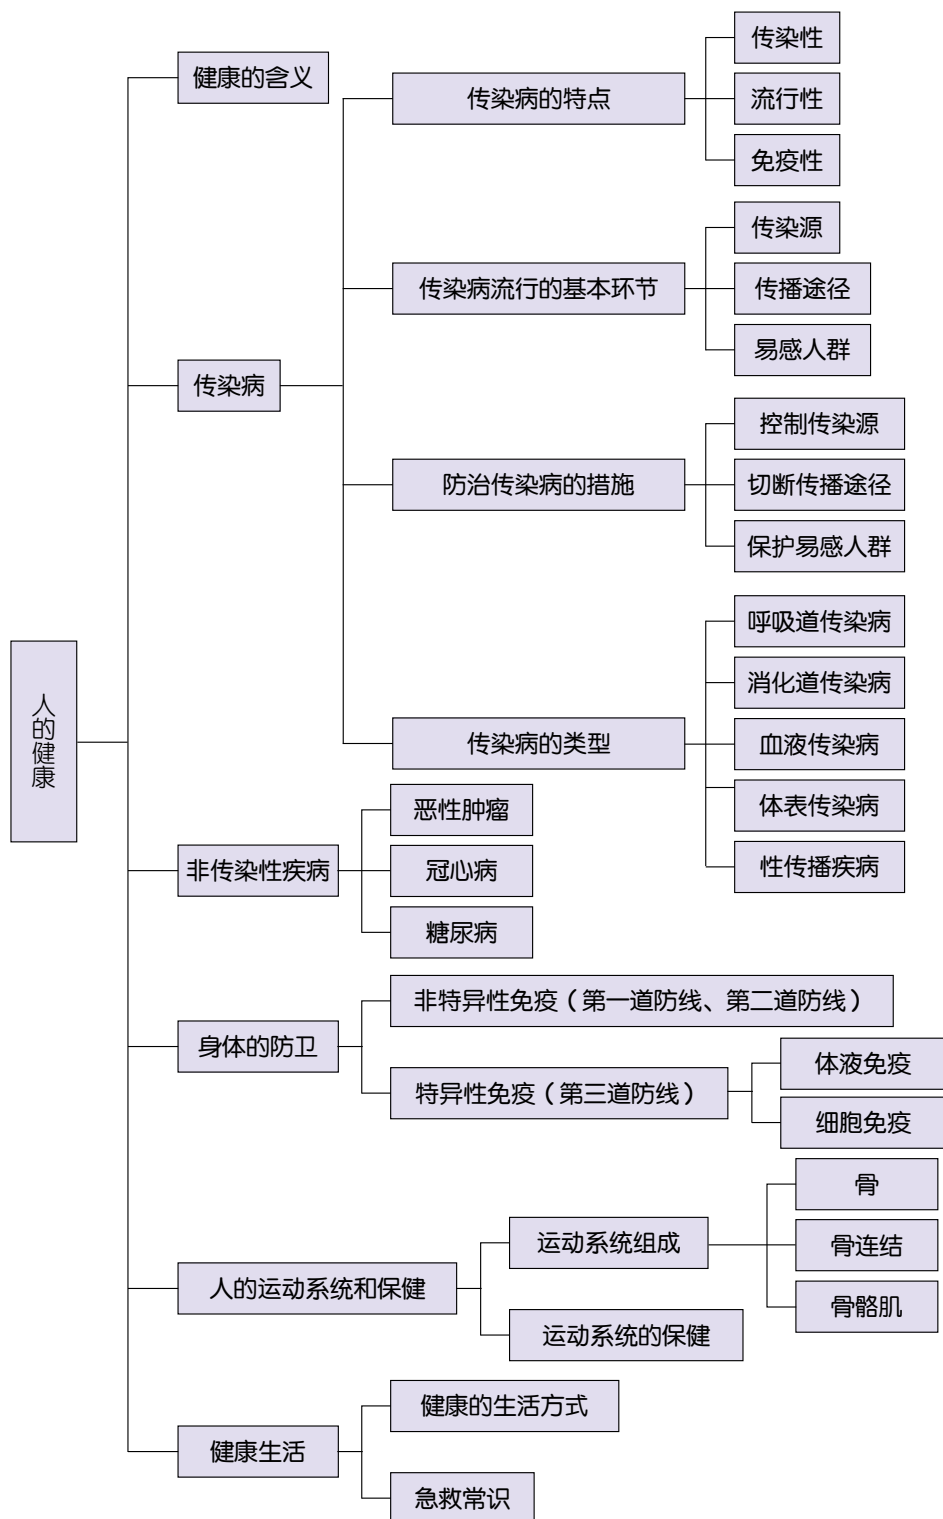 人的健康
健康的含义
传染病
传染病的特点
传染性
流行性
免疫性
传染病流行的基本环节
传染源
传播途径
易感人群
防治传染病的措施
控制传染源
切断传播途径
保护易感人群
传染病的类型
呼吸道传染病
消化道传染病
血液传染病
体表传染病
性传播疾病
非传染性疾病
恶性肿瘤
冠心病
糖尿病
身体的防卫
非特异性免疫（第一道防线、第二道防线）
特异性免疫（第三道防线）
体液免疫
细胞免疫
人的运动系统和保健
运动系统组成
骨
骨连结
骨骼肌
运动系统的保健
健康生活
健康的生活方式
急救常识